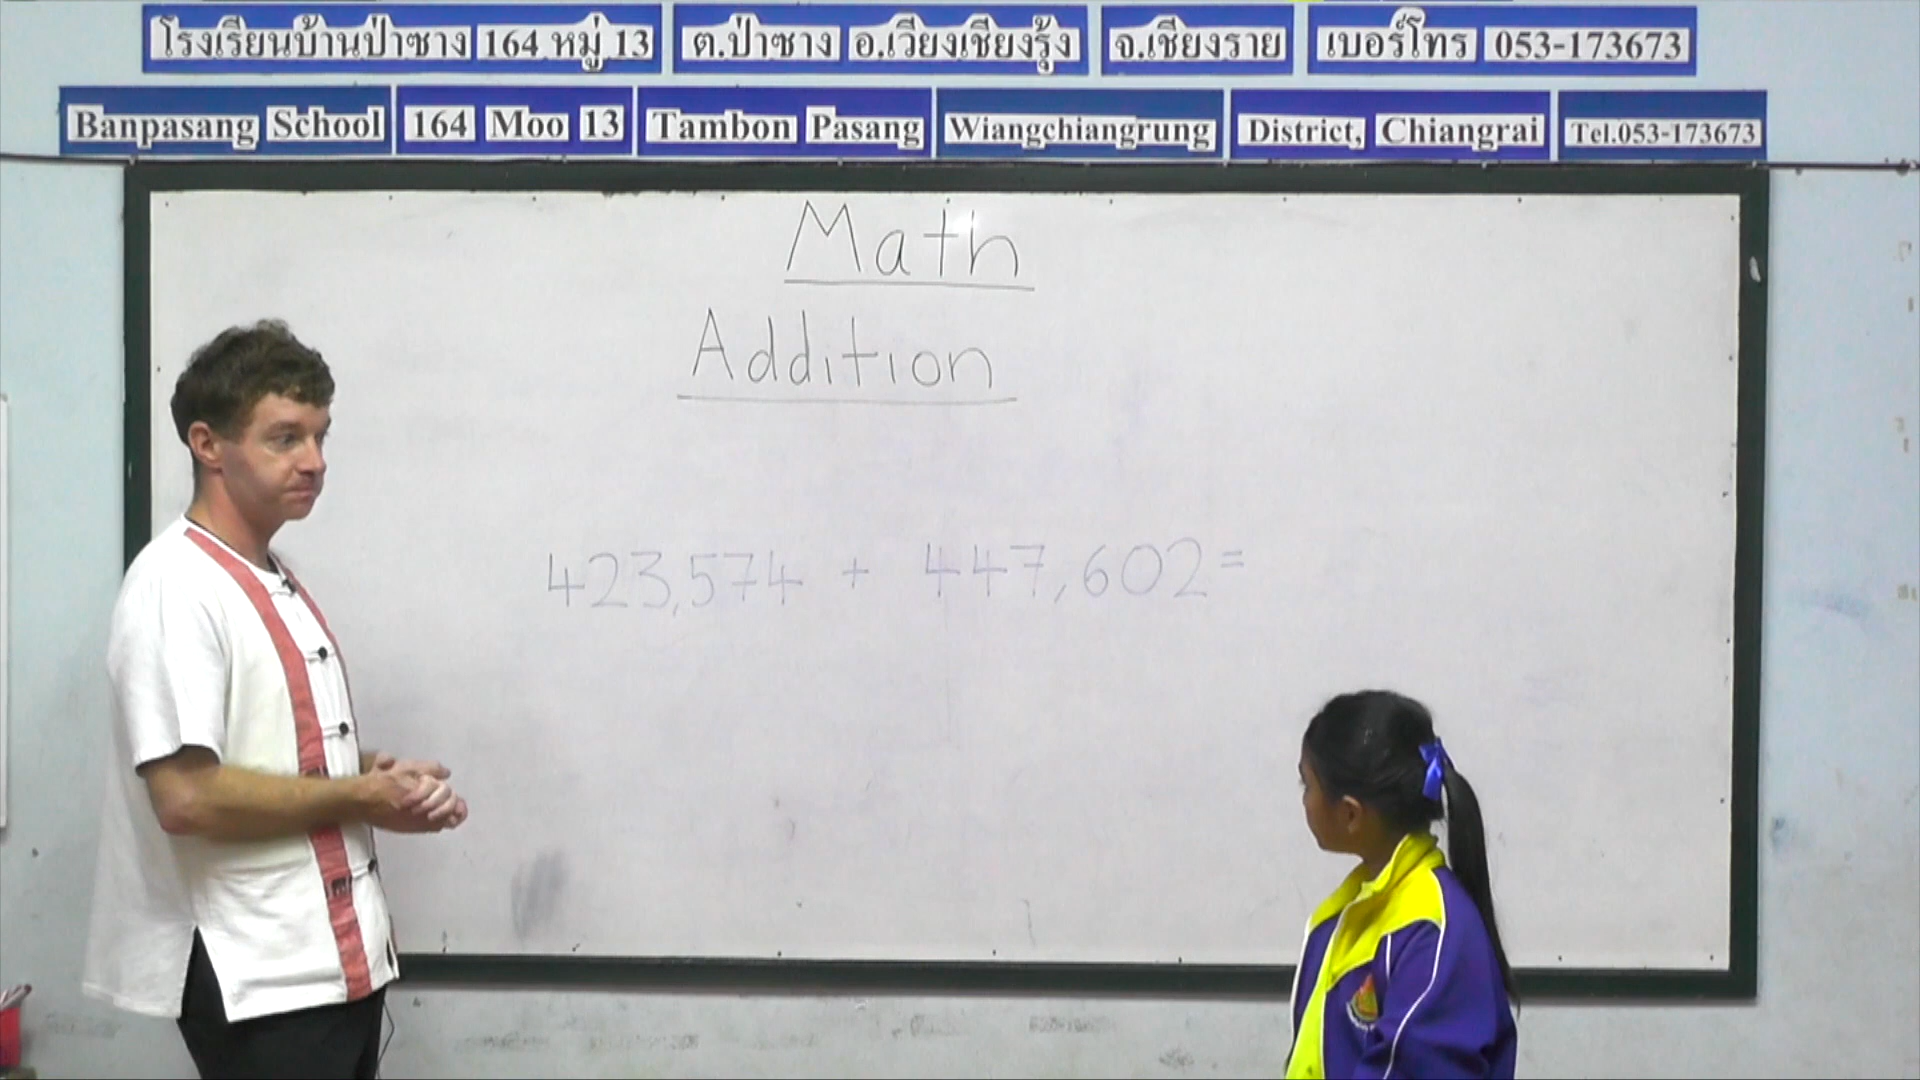 โรงเรียนบ้านป่าซาง 164 หมู่ 13 ต.ป่าซาง อ.เวียงเชียงรุ้ง จ.เชียงราย เบอร์โทร 053-173673
Banpasang School 164 Moo 13 Tambon Pasang Wiangchiangrung District, Chiangrai Tel.053-173673
Math
Addition
423,574 + 447,602=